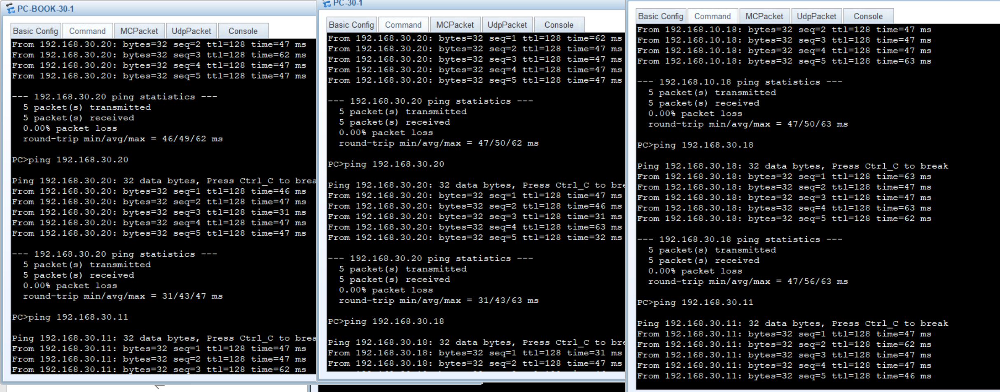 PC-BOOK-30-1
Basic Config Command MCPacket UdpPacket Console
From 192.168.30.20: bytes=32 seq=2 ttl=128 time=47 ms
From 192.168.30.20: bytes=32 seq=3 ttl=128 time=62 ms
From 192.168.30.20: bytes=32 seq=4 ttl=128 time=47 ms
From 192.168.30.20: bytes=32 seq=5 ttl=128 time=47 ms
--- 192.168.30.20 ping statistics ---
5 packet(s) transmitted
5 packet(s) received
0.00% packet loss
round-trip min/avg/max = 46/49/62 ms
PC>ping 192.168.30.20
Ping 192.168.30.20: 32 data bytes, Press Ctrl_C to brea
From 192.168.30.20: bytes=32 seq=1 ttl=128 time=46 ms
From 192.168.30.20: bytes=32 seq=2 ttl=128 time=47 ms
From 192.168.30.20: bytes=32 seq=3 ttl=128 time=31 ms
From 192.168.30.20: bytes=32 seq=4 ttl=128 time=47 ms
From 192.168.30.20: bytes=32 seq=5 ttl=128 time=47 ms
--- 192.168.30.20 ping statistics ---
5 packet(s) transmitted
5 packet(s) received
0.00% packet loss
round-trip min/avg/max = 31/43/47 ms
PC>ping 192.168.30.11
Ping 192.168.30.11: 32 data bytes, Press Ctrl_C to brea
From 192.168.30.11: bytes=32 seq=1 ttl=128 time=47 ms
From 192.168.30.11: bytes=32 seq=2 ttl=128 time=47 ms
From 192.168.30.11: bytes=32 seq=3 ttl=128 time=62 ms
PC-30-1
Basic Config Command MCPacket UdpPacket Console
From 192.168.30.20: bytes=32 seq=1 ttl=128 time=62 ms
From 192.168.30.20: bytes=32 seq=2 ttl=128 time=47 ms
From 192.168.30.20: bytes=32 seq=3 ttl=128 time=47 ms
From 192.168.30.20: bytes=32 seq=4 ttl=128 time=47 ms
From 192.168.30.20: bytes=32 seq=5 ttl=128 time=47 ms
--- 192.168.30.20 ping statistics ---
5 packet(s) transmitted
5 packet(s) received
0.00% packet loss
round-trip min/avg/max = 47/50/62 ms
PC>ping 192.168.30.20
Ping 192.168.30.20: 32 data bytes, Press Ctrl_C to bre
From 192.168.30.20: bytes=32 seq=1 ttl=128 time=47 ms
From 192.168.30.20: bytes=32 seq=2 ttl=128 time=46 ms
From 192.168.30.20: bytes=32 seq=3 ttl=128 time=31 ms
From 192.168.30.20: bytes=32 seq=4 ttl=128 time=63 ms
From 192.168.30.20: bytes=32 seq=5 ttl=128 time=32 ms
--- 192.168.30.20 ping statistics ---
5 packet(s) transmitted
5 packet(s) received
0.00% packet loss
round-trip min/avg/max = 31/43/63 ms
PC>ping 192.168.30.18
Ping 192.168.30.18: 32 data bytes, Press Ctrl_C to bre
From 192.168.30.18: bytes=32 seq=1 ttl=128 time=31 ms
From 192.168.30.18: bytes=32 seq=2 ttl=128 time=47 ms
Basic Config Command MCPacket UdpPacket Console
From 192.168.10.18: bytes=32 seq=2 ttl=128 time=47 ms
From 192.168.10.18: bytes=32 seq=3 ttl=128 time=47 ms
From 192.168.10.18: bytes=32 seq=4 ttl=128 time=47 ms
From 192.168.10.18: bytes=32 seq=5 ttl=128 time=63 ms
--- 192.168.10.18 ping statistics ---
5 packet(s) transmitted
5 packet(s) received
0.00% packet loss
round-trip min/avg/max = 47/50/63 ms
PC>ping 192.168.30.18
Ping 192.168.30.18: 32 data bytes, Press Ctrl_C to break
From 192.168.30.18: bytes=32 seq=1 ttl=128 time=63 ms
From 192.168.30.18: bytes=32 seq=2 ttl=128 time=47 ms
From 192.168.30.18: bytes=32 seq=3 ttl=128 time=47 ms
From 192.168.30.18: bytes=32 seq=4 ttl=128 time=63 ms
From 192.168.30.18: bytes=32 seq=5 ttl=128 time=62 ms
--- 192.168.30.18 ping statistics ---
5 packet(s) transmitted
5 packet(s) received
0.00% packet loss
round-trip min/avg/max = 47/56/63 ms
PC>ping 192.168.30.11
Ping 192.168.30.11: 32 data bytes, Press Ctrl_C to break
From 192.168.30.11: bytes=32 seq=1 ttl=128 time=47 ms
From 192.168.30.11: bytes=32 seq=2 ttl=128 time=62 ms
From 192.168.30.11: bytes=32 seq=3 ttl=128 time=47 ms
From 192.168.30.11: bytes=32 seq=4 ttl=128 time=47 ms
From 192.168.30.11: bytes=32 seq=5 ttl=128 time=46 ms